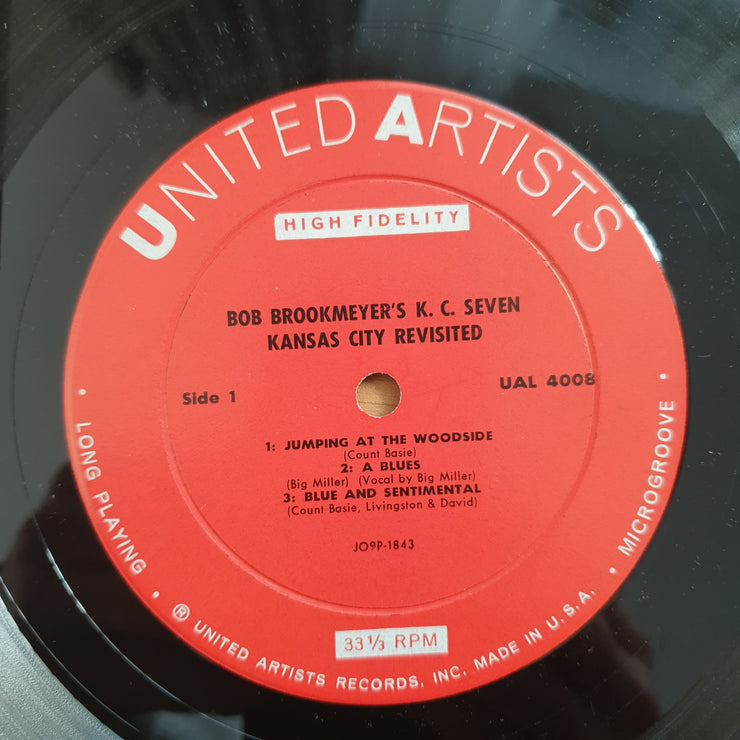 UNITED ARTISTS
HIGH FIDELITY
BOB BROOKMEYER'S K. C. SEVEN
KANSAS CITY REVISITED
Side 1
UAL 4008
1: JUMPING AT THE WOODSIDE
(Count Basie)
2: A BLUES
(Big Miller) (Vocal by Big Miller)
3: BLUE AND SENTIMENTAL
(Count Basie, Livingston & David)
JO9P-1843
33 1/3 RPM
• LONG PLAYING • ® UNITED ARTISTS RECORDS, INC. MADE IN U.S.A. • MICROGROOVE •